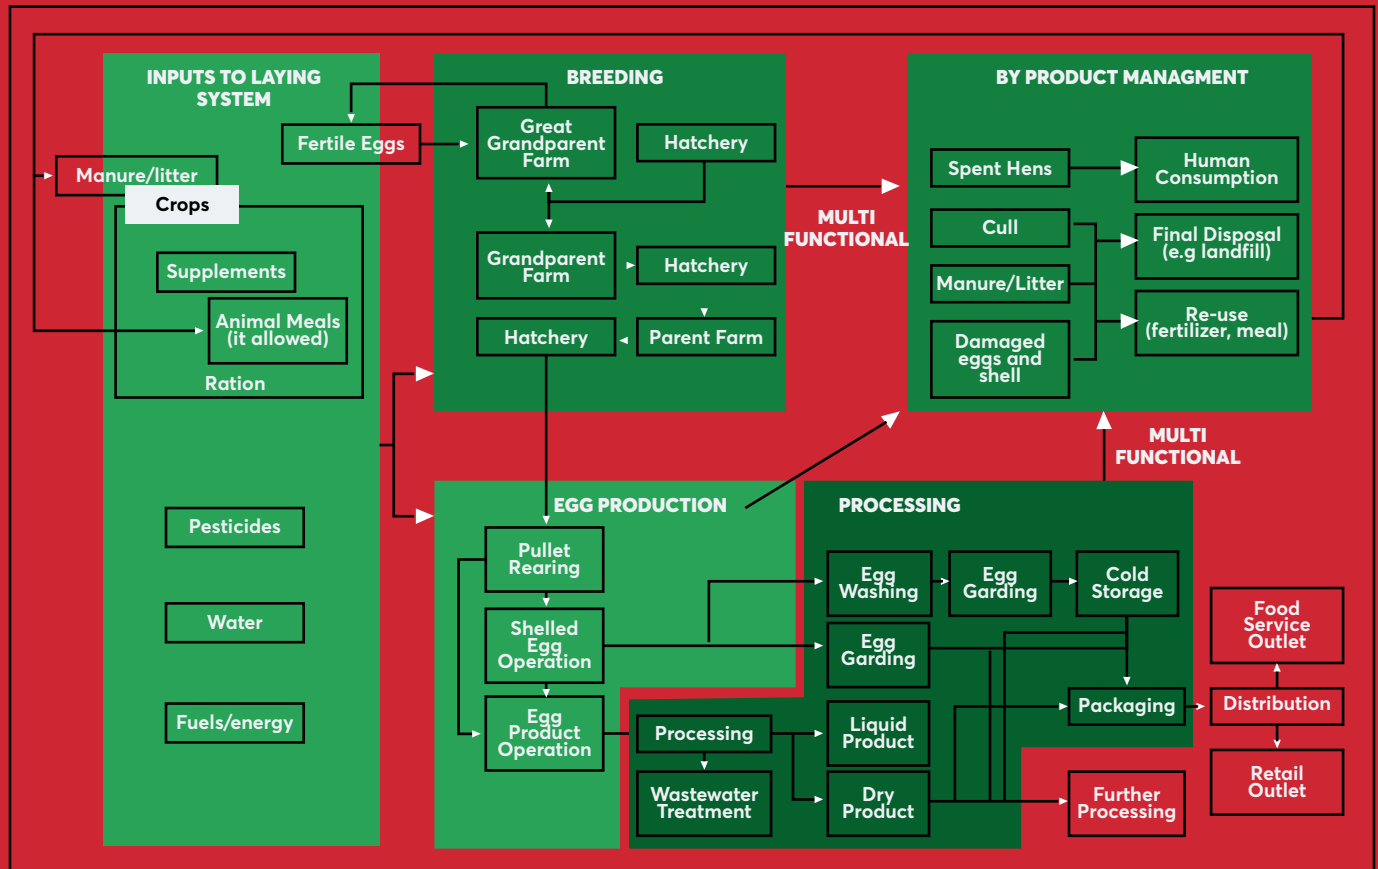 INPUTS TO LAYING
SYSTEM
Fertile Eggs
Manure/litter
Crops
Supplements
Animal Meals
(it allowed)
Ration
Pesticides
Water
Fuels/energy
BREEDING
Great
Grandparent
Farm
Hatchery
Grandparent
Farm
Hatchery
Hatchery
Parent Farm
MULTI
FUNCTIONAL
BY PRODUCT MANAGMENT
Spent Hens
Human
Consumption
Cull
Final Disposal
(e.g landfill)
Manure/Litter
Re-use
(fertilizer, meal)
Damaged
eggs and
shell
MULTI
FUNCTIONAL
EGG PRODUCTION
Pullet
Rearing
Shelled
Egg
Operation
Egg
Product
Operation
PROCESSING
Egg
Washing
Egg
Garding
Cold
Storage
Egg
Garding
Packaging
Processing
Liquid
Product
Wastewater
Treatment
Dry
Product
Further
Processing
Food
Service
Outlet
Distribution
Retail
Outlet